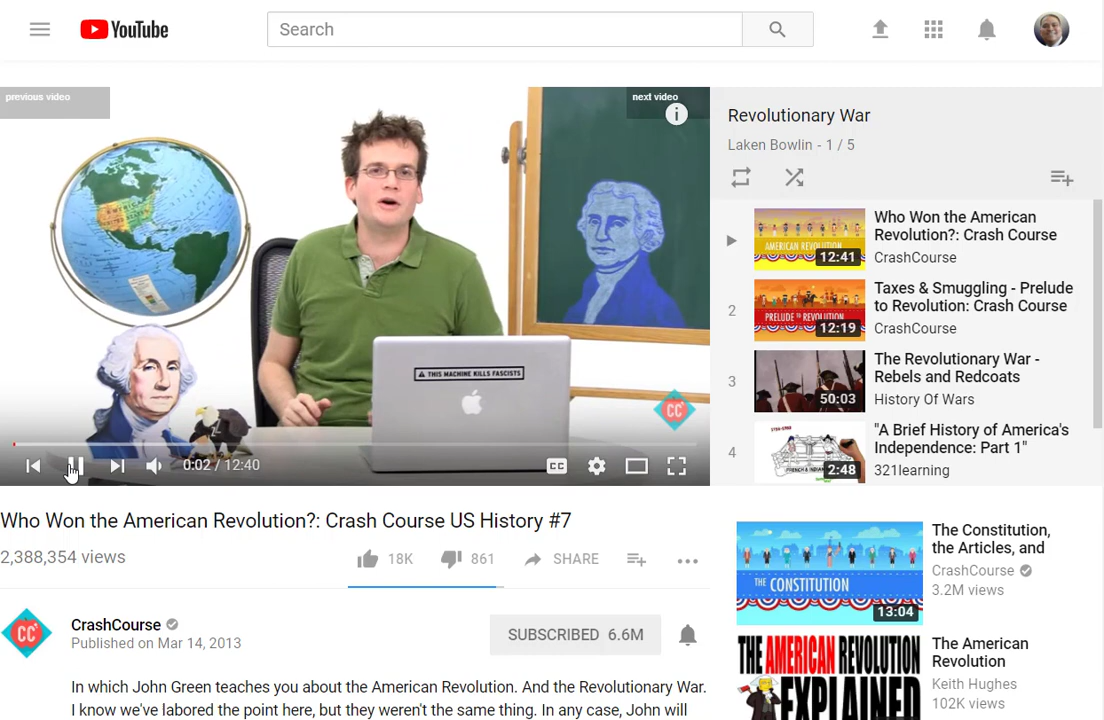 YouTube
Search
previous video
next video
THIS MACHINE KILLS FASCISTS
CC
0:02 / 12:40
CC
Revolutionary War
Laken Bowlin - 1 / 5
AMERICAN REVOLUTION
12:41
Who Won the American
Revolution?: Crash Course
CrashCourse
2
PRELUDE TO REVOLUTION
12:19
Taxes & Smuggling - Prelude
to Revolution: Crash Course
CrashCourse
3
50:03
The Revolutionary War -
Rebels and Redcoats
History Of Wars
4
2:48
"A Brief History of America's
Independence: Part 1"
321learning
Who Won the American Revolution?: Crash Course US History #7
2,388,354 views
18K
861
SHARE
CC
CrashCourse
Published on Mar 14, 2013
SUBSCRIBED 6.6M
In which John Green teaches you about the American Revolution. And the Revolutionary War.
I know we've labored the point here, but they weren't the same thing. In any case, John will
THE CONSTITUTION
13:04
The Constitution,
the Articles, and
CrashCourse
3.2M views
THE AMERICAN
REVOLUTION
EXPLAINED
The American
Revolution
Keith Hughes
102K views